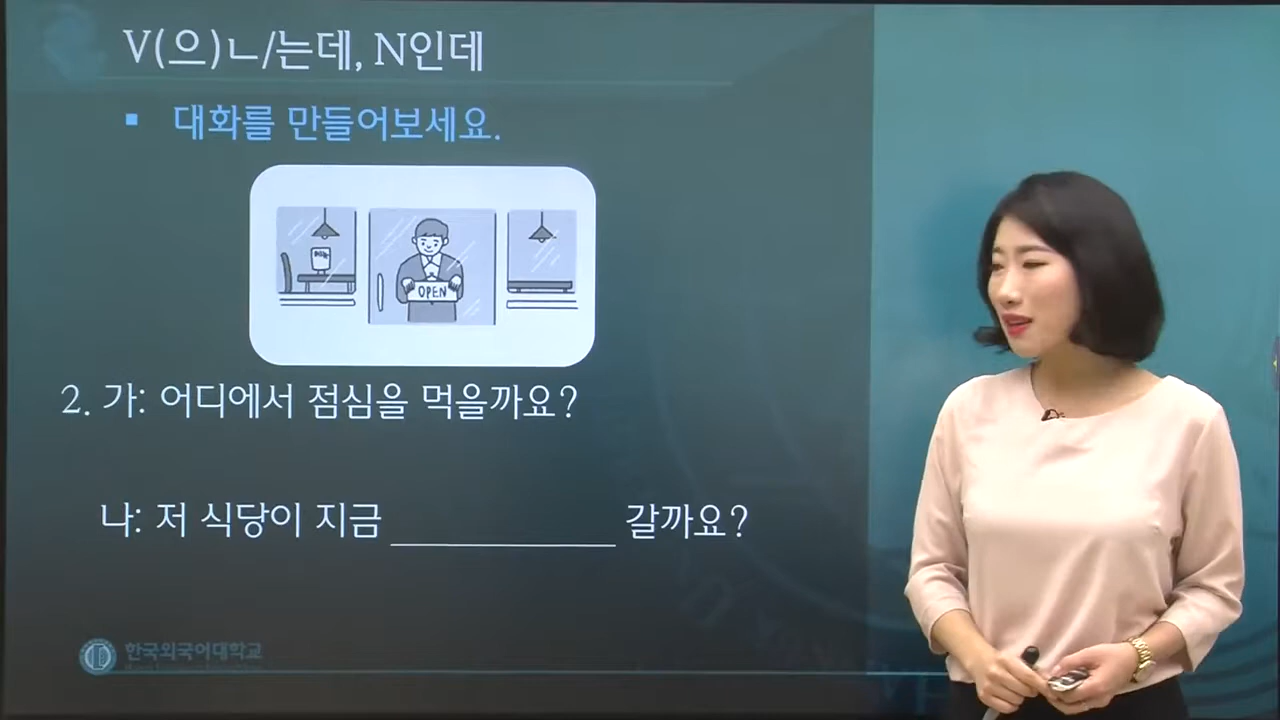 V(으)ㄴ/는데, N인데
▪ 대화를 만들어보세요.
OPEN
2. 가: 어디에서 점심을 먹을까요?
나: 저 식당이 지금 ____________ 갈까요?
한국외국어대학교